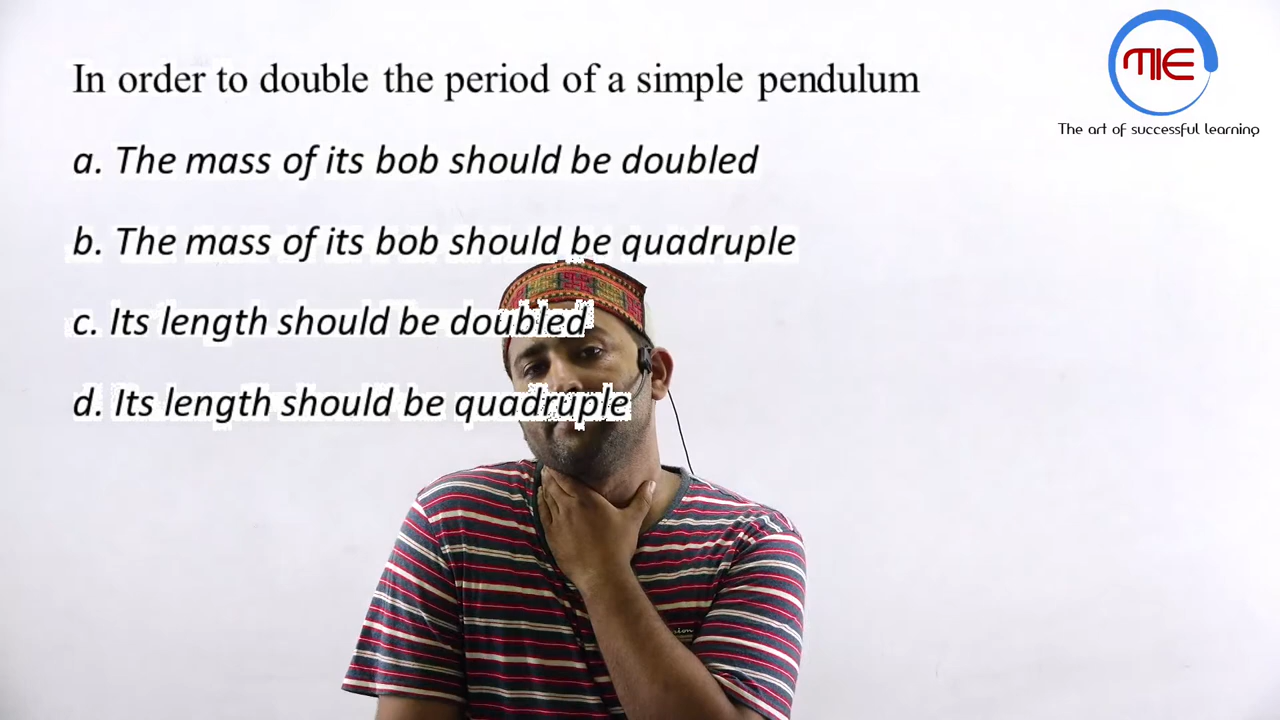 In order to double the period of a simple pendulum
a. The mass of its bob should be doubled
b. The mass of its bob should be quadruple
c. Its length should be doubled
d. Its length should be quadruple
MIE
The art of successful learning